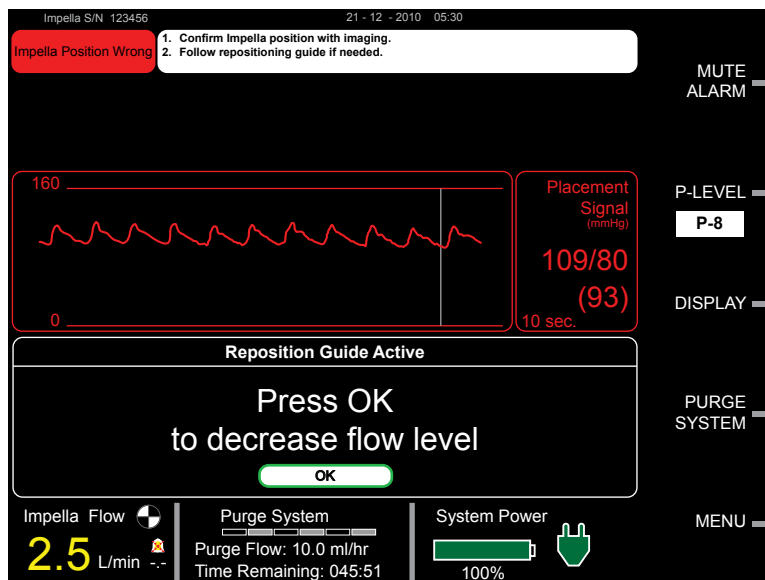 Impella S/N 123456
21 - 12 - 2010 05:30
Impella Position Wrong
1. Confirm Impella position with imaging.
2. Follow repositioning guide if needed.
MUTE
ALARM
160
0
Placement
Signal
(mmHg)
109/80
(93)
10 sec.
P-LEVEL
P-8
DISPLAY
Reposition Guide Active
Press OK
to decrease flow level
OK
PURGE
SYSTEM
Impella Flow
2.5 L/min -.-
Purge System
Purge Flow: 10.0 ml/hr
Time Remaining: 045:51
System Power
100%
MENU